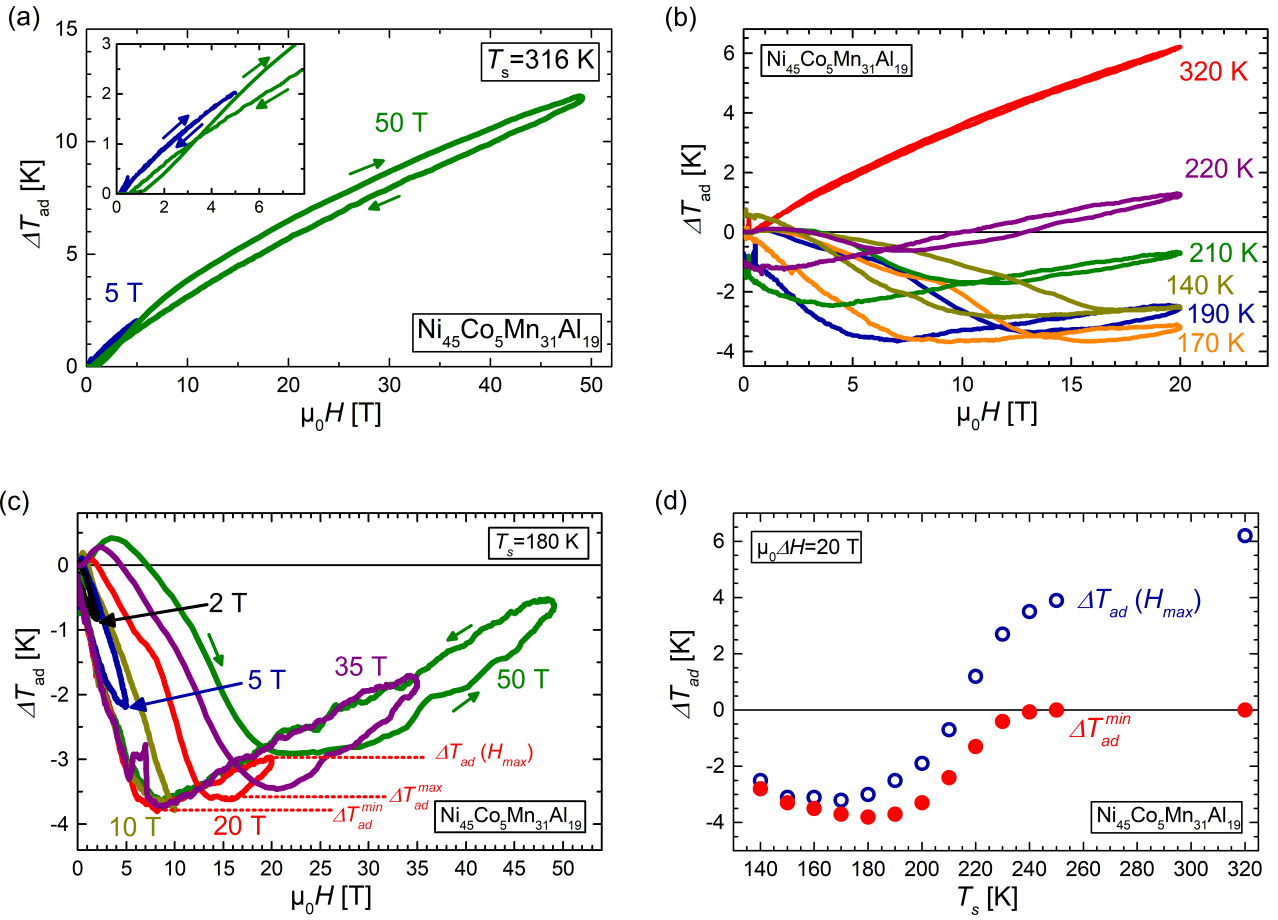 (a)
15
10
5
0
ΔT_ad [K]
0 10 20 30 40 50
μ₀H [T]
T_s=316 K
3
2
1
0
0 2 4 6
50 T
5 T
Ni₄₅Co₅Mn₃₁Al₁₉
(b)
6
4
2
0
-2
-4
ΔT_ad [K]
0 5 10 15 20
μ₀H [T]
Ni₄₅Co₅Mn₃₁Al₁₉
320 K
220 K
210 K
140 K
190 K
170 K
(c)
0
-1
-2
-3
-4
ΔT_ad [K]
0 5 10 15 20 25 30 35 40 45 50
μ₀H [T]
T_s=180 K
2 T
5 T
35 T
50 T
10 T
20 T
ΔT_ad (H_max)
ΔT_ad^max
ΔT_ad^min
Ni₄₅Co₅Mn₃₁Al₁₉
(d)
6
4
2
0
-2
-4
ΔT_ad [K]
140 160 180 200 220 240 260 280 300 320
T_s [K]
μ₀ΔH=20 T
ΔT_ad (H_max)
ΔT_ad^min
Ni₄₅Co₅Mn₃₁Al₁₉